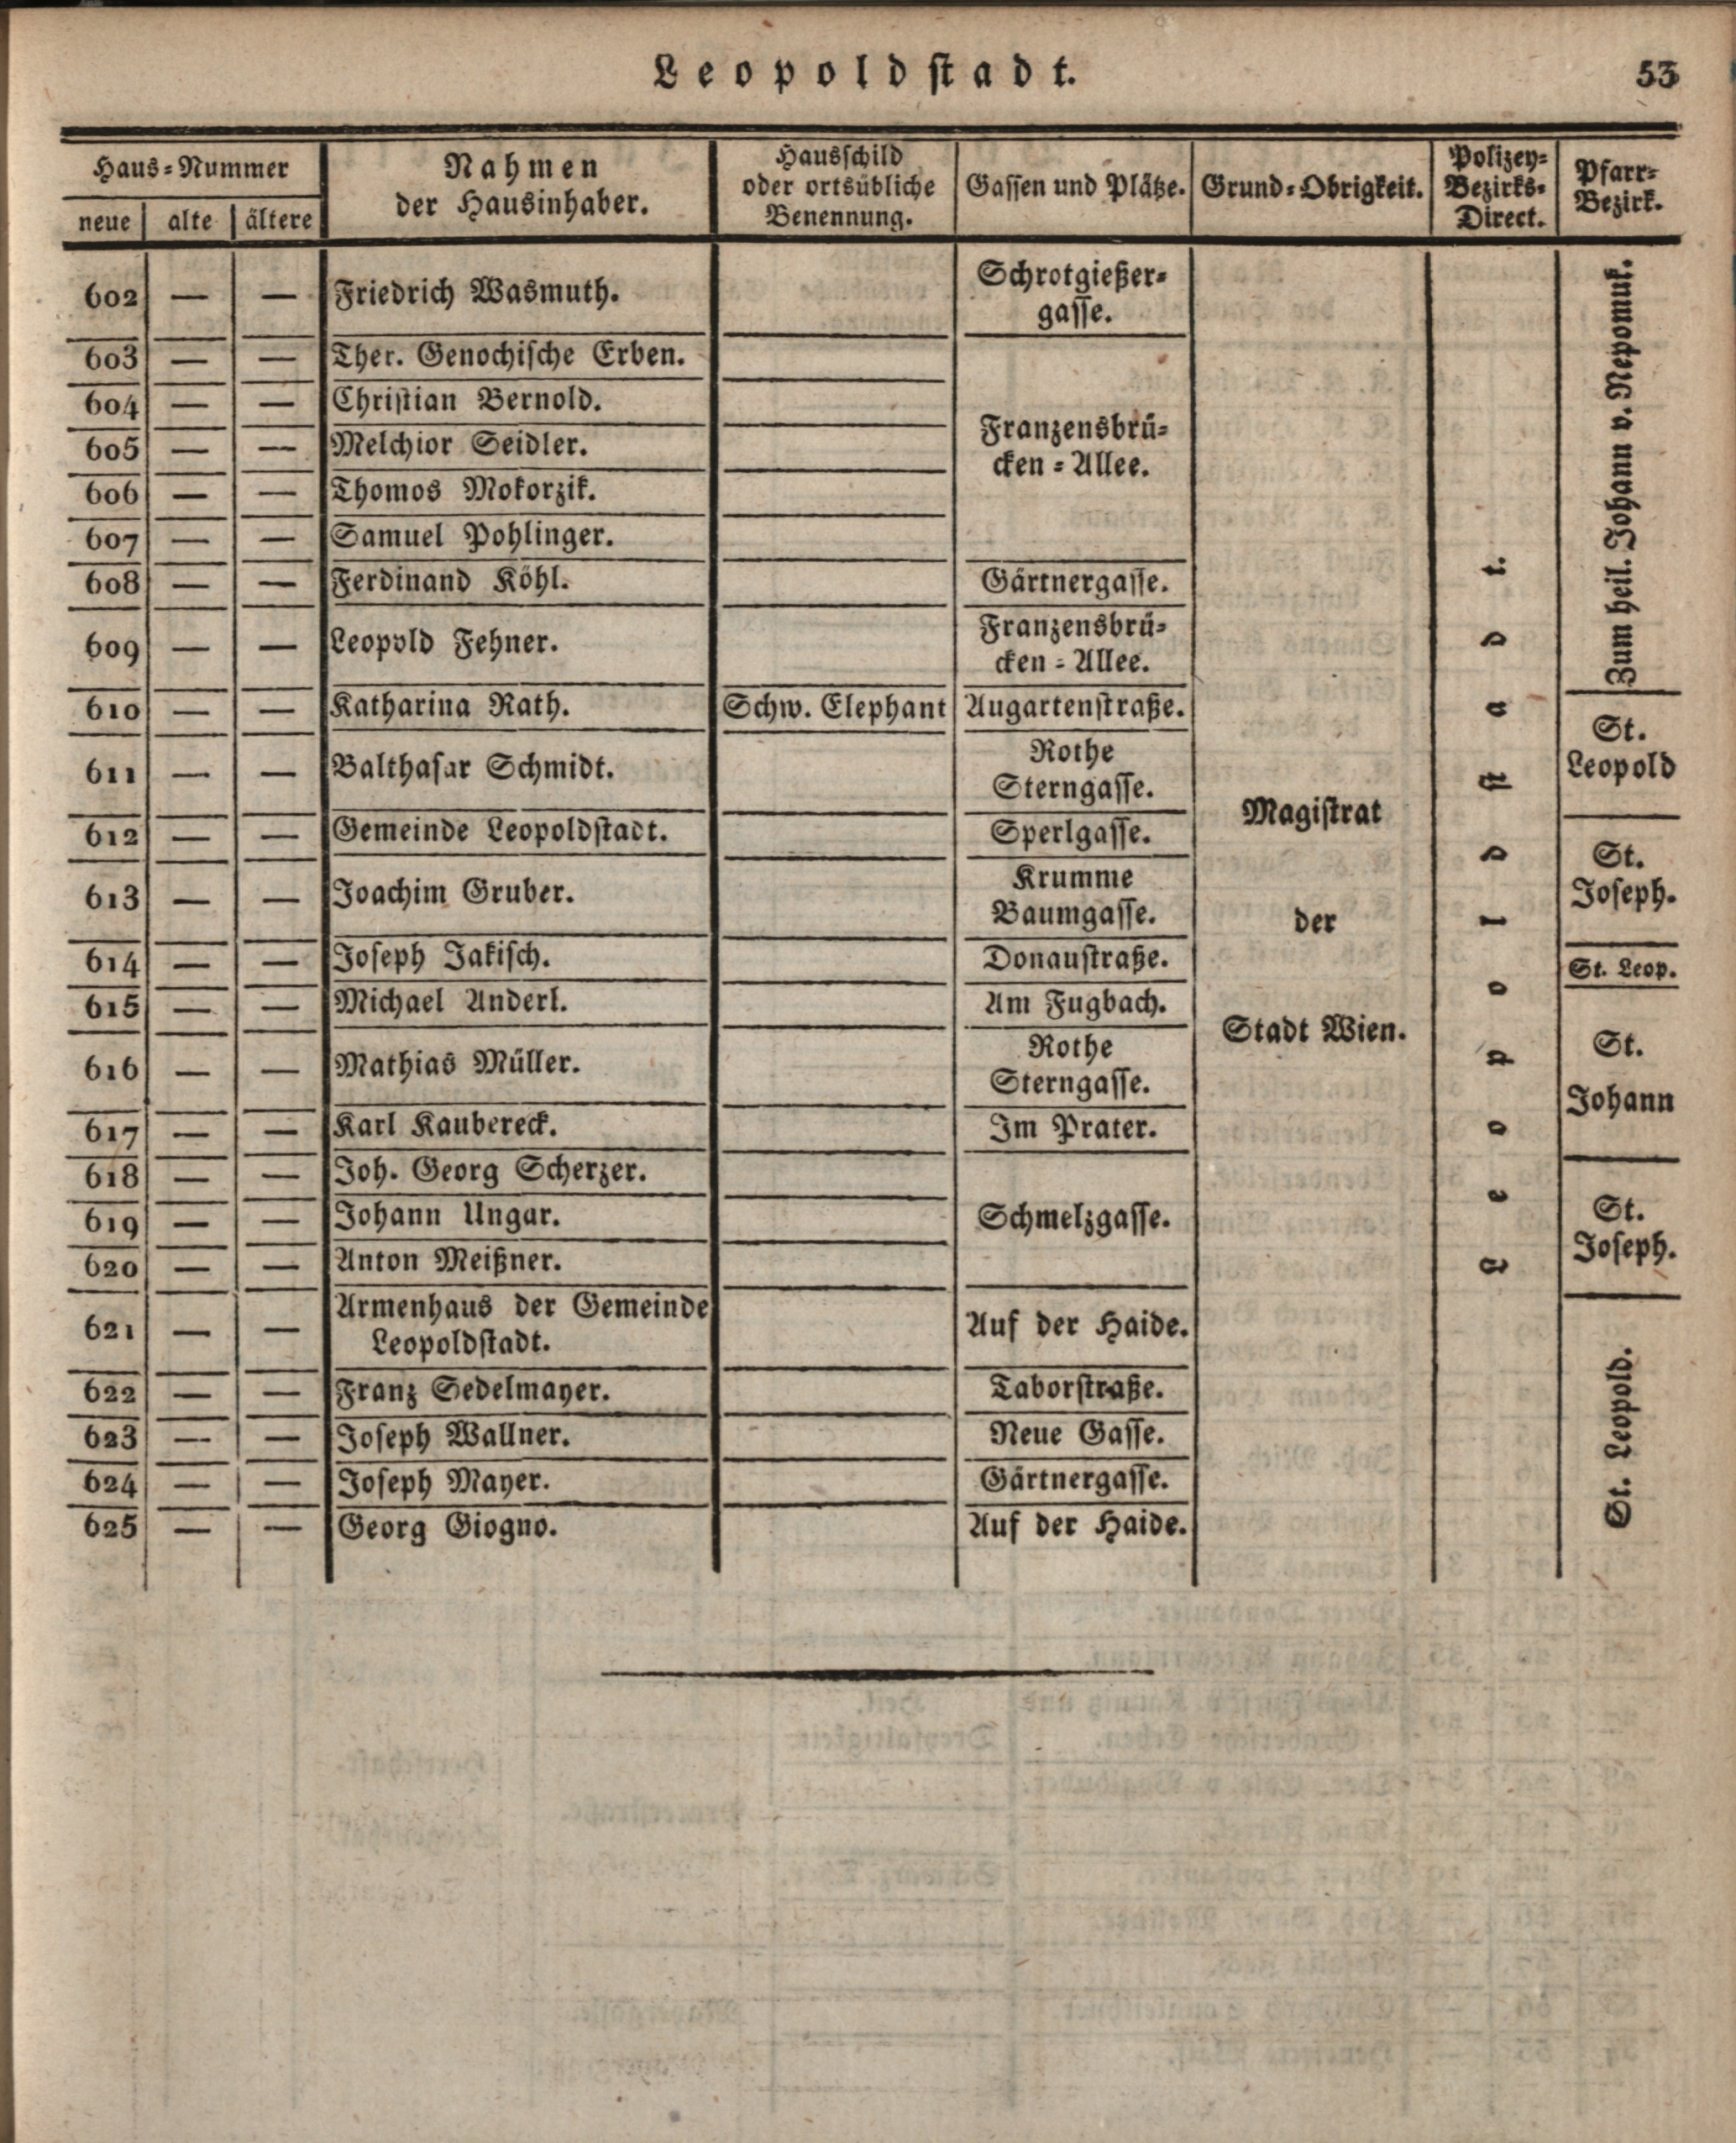 Leopoldstadt. 53
Haus-Nummer
neue alte ältere
Nahmen
der Hausinhaber.
Hausschild
oder ortsübliche
Benennung.
Gassen und Plätze.
Grund-Obrigkeit.
Polizey-
Bezirks-
Direct.
Pfarr-
Bezirk.
602 — — Friedrich Wasmuth. Schrotgießer-
gasse.
603 — — Ther. Genochische Erben.
604 — — Christian Bernold.
605 — — Melchior Seidler.
606 — — Thomos Mokorzik.
607 — — Samuel Pohlinger.
Franzensbrü-
cken-Allee.
608 — — Ferdinand Köhl. Gärtnergasse.
609 — — Leopold Fehner. Franzensbrü-
cken-Allee.
Zum heil. Johann v. Nepomuk.
610 — — Katharina Rath. Schw. Elephant Augartenstraße.
611 — — Balthasar Schmidt. Rothe
Sterngasse.
St.
Leopold
612 — — Gemeinde Leopoldstadt. Sperlgasse.
613 — — Joachim Gruber. Krumme
Baumgasse.
St.
Joseph.
614 — — Joseph Jakisch. Donaustraße. St. Leop.
615 — — Michael Anderl. Am Fugbach.
616 — — Mathias Müller. Rothe
Sterngasse.
617 — — Karl Kaubereck. Im Prater.
St.
Johann
618 — — Joh. Georg Scherzer.
619 — — Johann Ungar.
620 — — Anton Meißner.
Schmelzgasse.
St.
Joseph.
621 — — Armenhaus der Gemeinde
Leopoldstadt.
Auf der Haide.
622 — — Franz Sedelmayer. Taborstraße.
623 — — Joseph Wallner. Neue Gasse.
624 — — Joseph Mayer. Gärtnergasse.
625 — — Georg Giogno. Auf der Haide.
St. Leopold.
Magistrat
der
Stadt Wien.
Leopoldstadt.